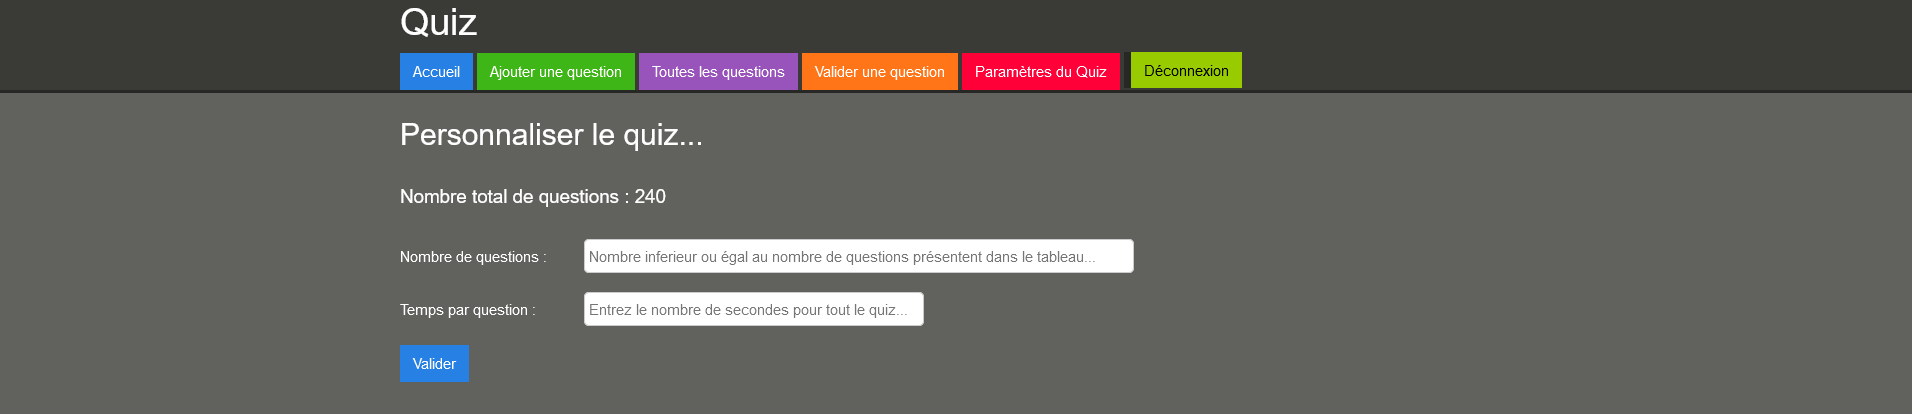 Quiz
Accueil Ajouter une question Toutes les questions Valider une question Paramètres du Quiz Déconnexion
Personnaliser le quiz...
Nombre total de questions : 240
Nombre de questions : Nombre inferieur ou égal au nombre de questions présentent dans le tableau...
Temps par question : Entrez le nombre de secondes pour tout le quiz...
Valider